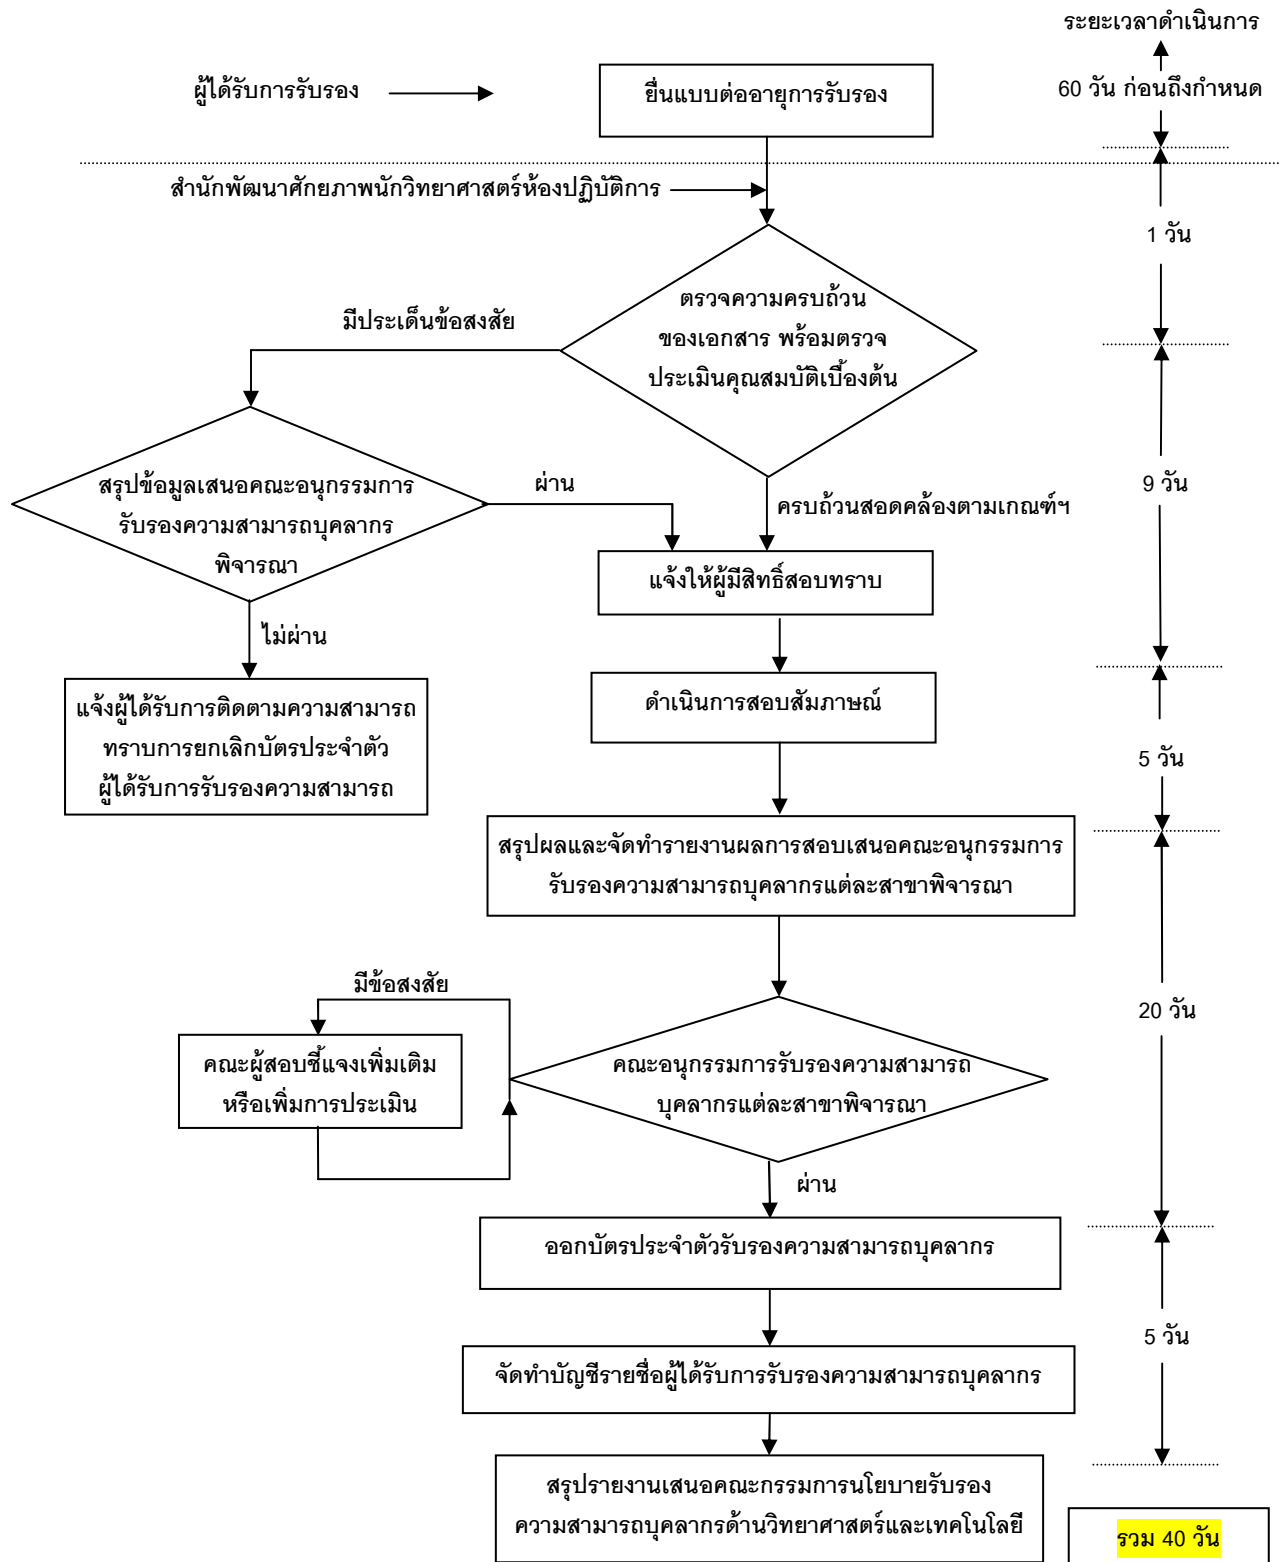 ระยะเวลาดำเนินการ
ผู้ได้รับการรับรอง
ยื่นแบบต่ออายุการรับรอง
60 วัน ก่อนถึงกำหนด
สำนักพัฒนาศักยภาพนักวิทยาศาสตร์ห้องปฏิบัติการ
1 วัน
ตรวจความครบถ้วน
ของเอกสาร พร้อมตรวจ
ประเมินคุณสมบัติเบื้องต้น
มีประเด็นข้อสงสัย
สรุปข้อมูลเสนอคณะอนุกรรมการ
รับรองความสามารถบุคลากร
พิจารณา
ผ่าน
ครบถ้วนสอดคล้องตามเกณฑ์ฯ
9 วัน
แจ้งให้ผู้มีสิทธิ์สอบทราบ
ไม่ผ่าน
แจ้งผู้ได้รับการติดตามความสามารถ
ทราบการยกเลิกบัตรประจำตัว
ผู้ได้รับการรับรองความสามารถ
ดำเนินการสอบสัมภาษณ์
5 วัน
สรุปผลและจัดทำรายงานผลการสอบเสนอคณะอนุกรรมการ
รับรองความสามารถบุคลากรแต่ละสาขาพิจารณา
มีข้อสงสัย
คณะผู้สอบชี้แจงเพิ่มเติม
หรือเพิ่มการประเมิน
คณะอนุกรรมการรับรองความสามารถ
บุคลากรแต่ละสาขาพิจารณา
20 วัน
ผ่าน
ออกบัตรประจำตัวรับรองความสามารถบุคลากร
5 วัน
จัดทำบัญชีรายชื่อผู้ได้รับการรับรองความสามารถบุคลากร
สรุปรายงานเสนอคณะกรรมการนโยบายรับรอง
ความสามารถบุคลากรด้านวิทยาศาสตร์และเทคโนโลยี
รวม 40 วัน